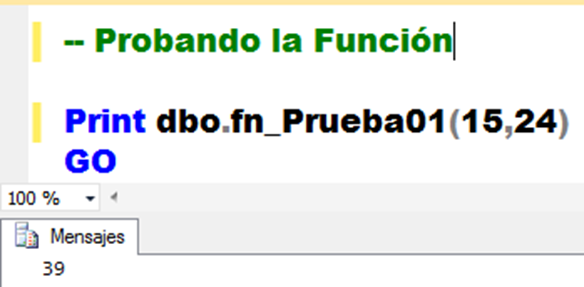 -- Probando la Función
Print dbo.fn_Prueba01(15,24)
GO
100 %
Mensajes
39